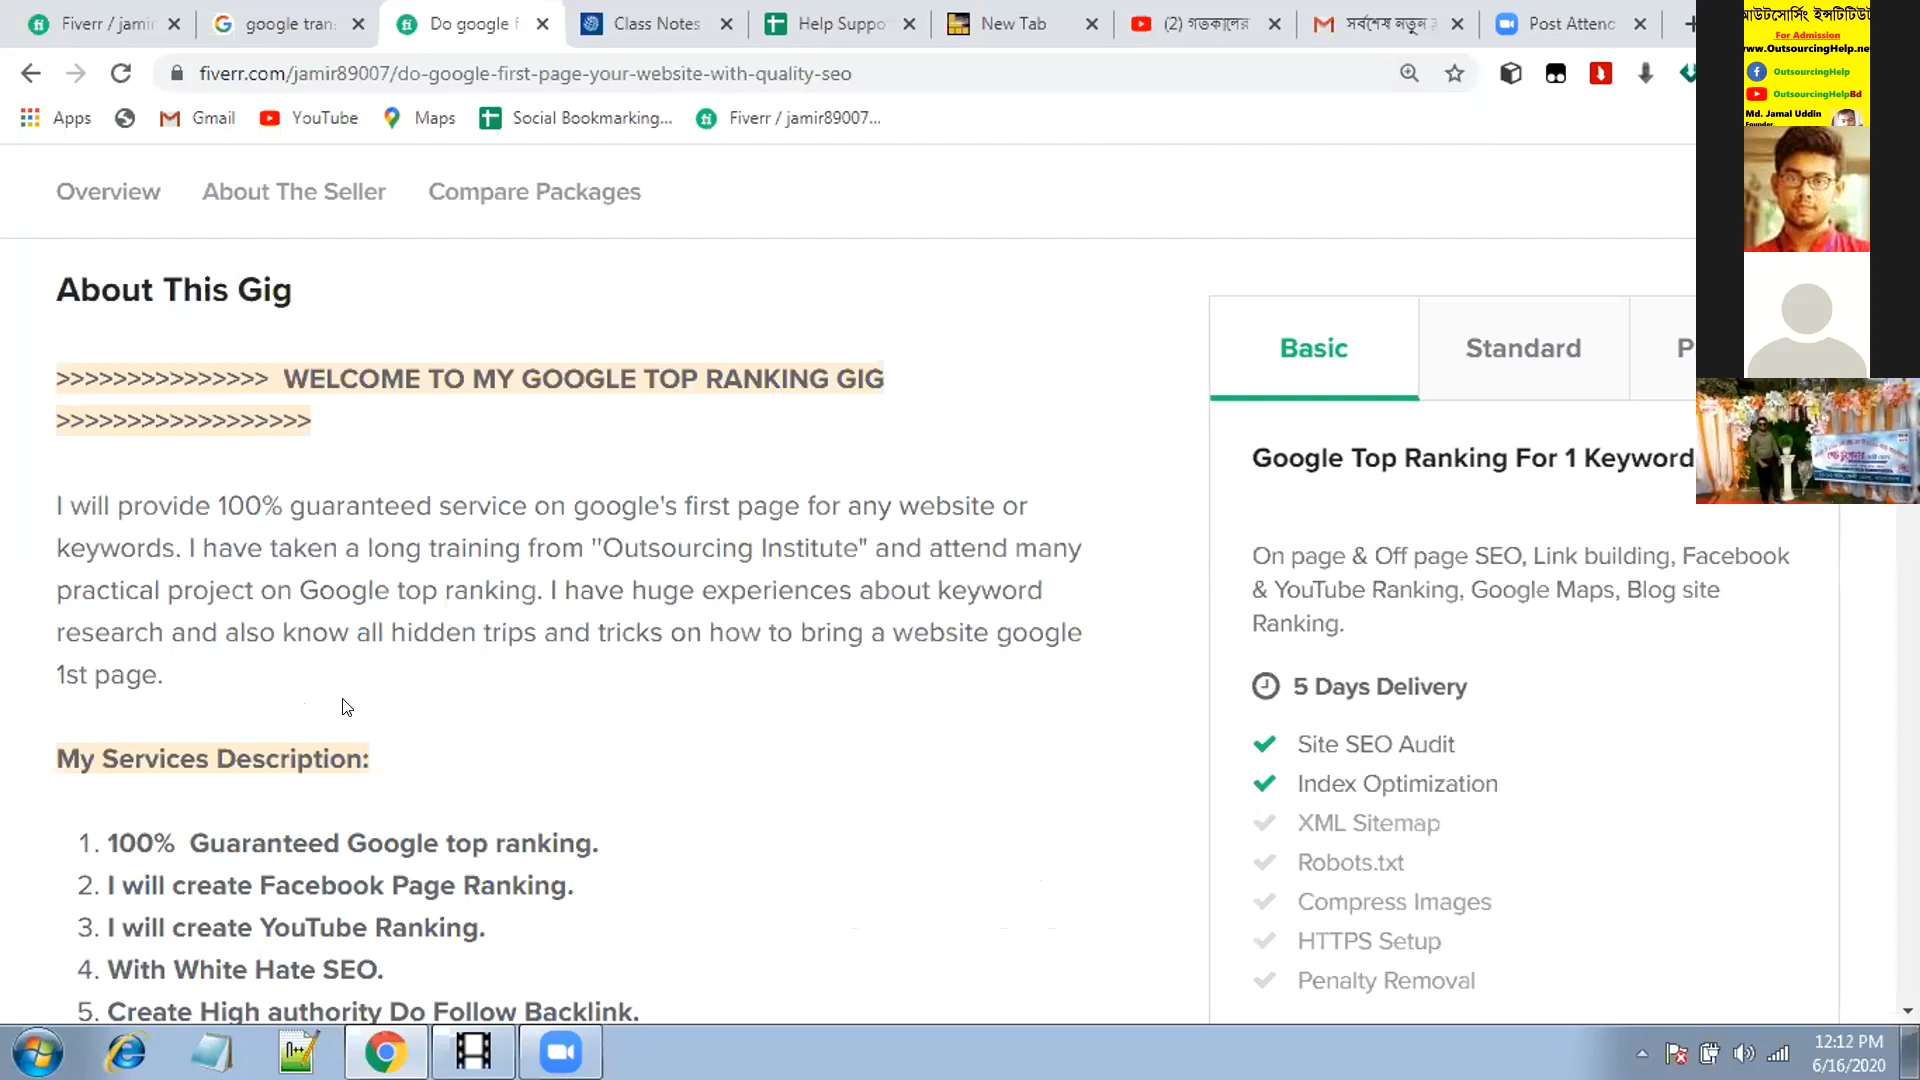 Fiverr / jamir
google tran
Do google f
Class Notes
Help Suppo
New Tab
(2) গতকালের
সর্বশেষ নতুন
Post Attend
fiverr.com/jamir89007/do-google-first-page-your-website-with-quality-seo
Apps
Gmail
YouTube
Maps
Social Bookmarking...
Fiverr / jamir89007...
আউটসোর্সিং ইন্সটিটিউট
For Admission
www.OutsourcingHelp.ne
OutsourcingHelp
OutsourcingHelpBd
Md. Jamal Uddin
Founder
Overview
About The Seller
Compare Packages
About This Gig
>>>>>>>>>>>>>>> WELCOME TO MY GOOGLE TOP RANKING GIG
>>>>>>>>>>>>>>>>>>
I will provide 100% guaranteed service on google's first page for any website or
keywords. I have taken a long training from "Outsourcing Institute" and attend many
practical project on Google top ranking. I have huge experiences about keyword
research and also know all hidden trips and tricks on how to bring a website google
1st page.
My Services Description:
1. 100% Guaranteed Google top ranking.
2. I will create Facebook Page Ranking.
3. I will create YouTube Ranking.
4. With White Hate SEO.
5. Create High authority Do Follow Backlink.
Basic
Standard
P
Google Top Ranking For 1 Keyword
On page & Off page SEO, Link building, Facebook
& YouTube Ranking, Google Maps, Blog site
Ranking.
5 Days Delivery
Site SEO Audit
Index Optimization
XML Sitemap
Robots.txt
Compress Images
HTTPS Setup
Penalty Removal
12:12 PM
6/16/2020